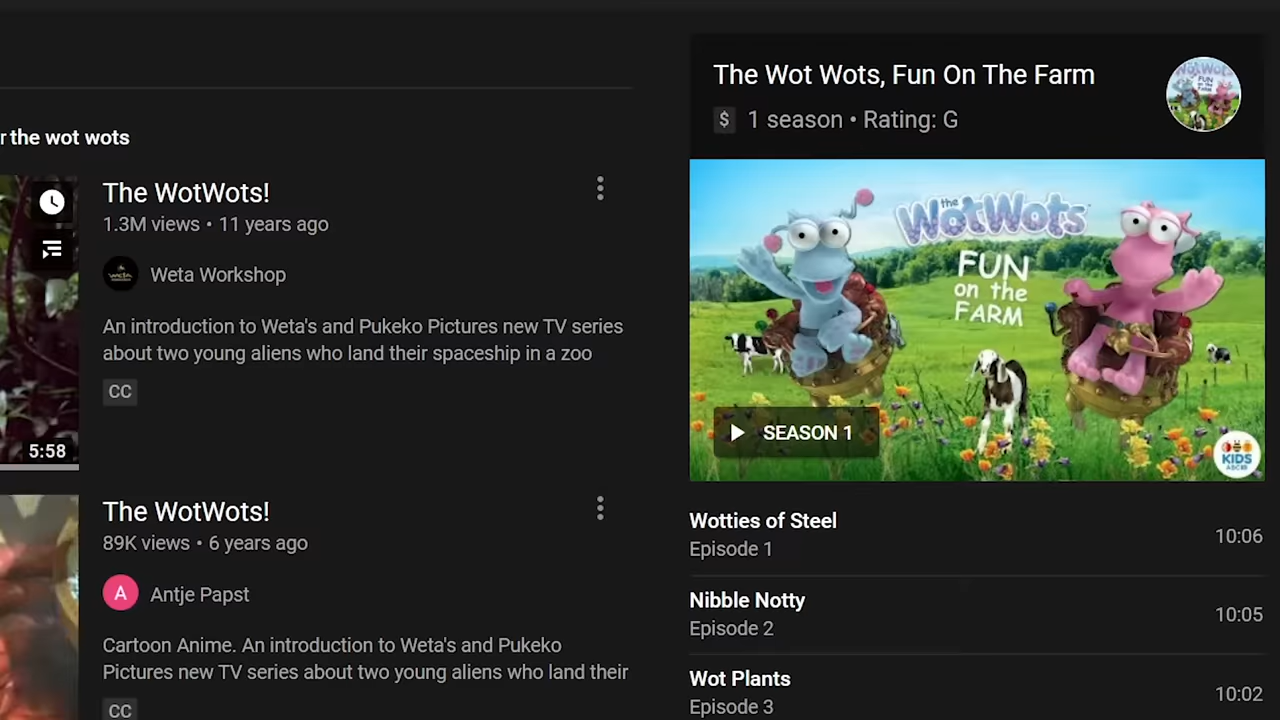 r the wot wots
The WotWots!
1.3M views • 11 years ago
Weta Workshop
An introduction to Weta's and Pukeko Pictures new TV series
about two young aliens who land their spaceship in a zoo
CC
5:58
The WotWots!
89K views • 6 years ago
A
Antje Papst
Cartoon Anime. An introduction to Weta's and Pukeko
Pictures new TV series about two young aliens who land their
CC
The Wot Wots, Fun On The Farm
$ 1 season • Rating: G
the
WotWots
FUN
on the
FARM
SEASON 1
KIDS
Wotties of Steel
Episode 1
10:06
Nibble Notty
Episode 2
10:05
Wot Plants
Episode 3
10:02